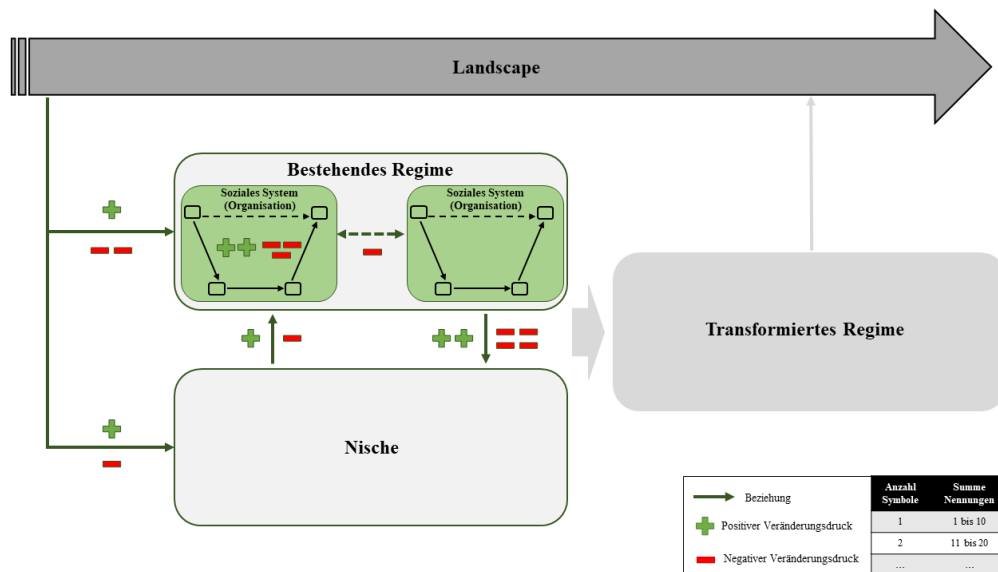 Landscape
Bestehendes Regime
Soziales System
(Organisation)
Soziales System
(Organisation)
Transformiertes Regime
Nische
Beziehung
Positiver Veränderungsdruck
Negativer Veränderungsdruck
Anzahl Symbole Summe Nennungen
1 1 bis 10
2 11 bis 20
... ...